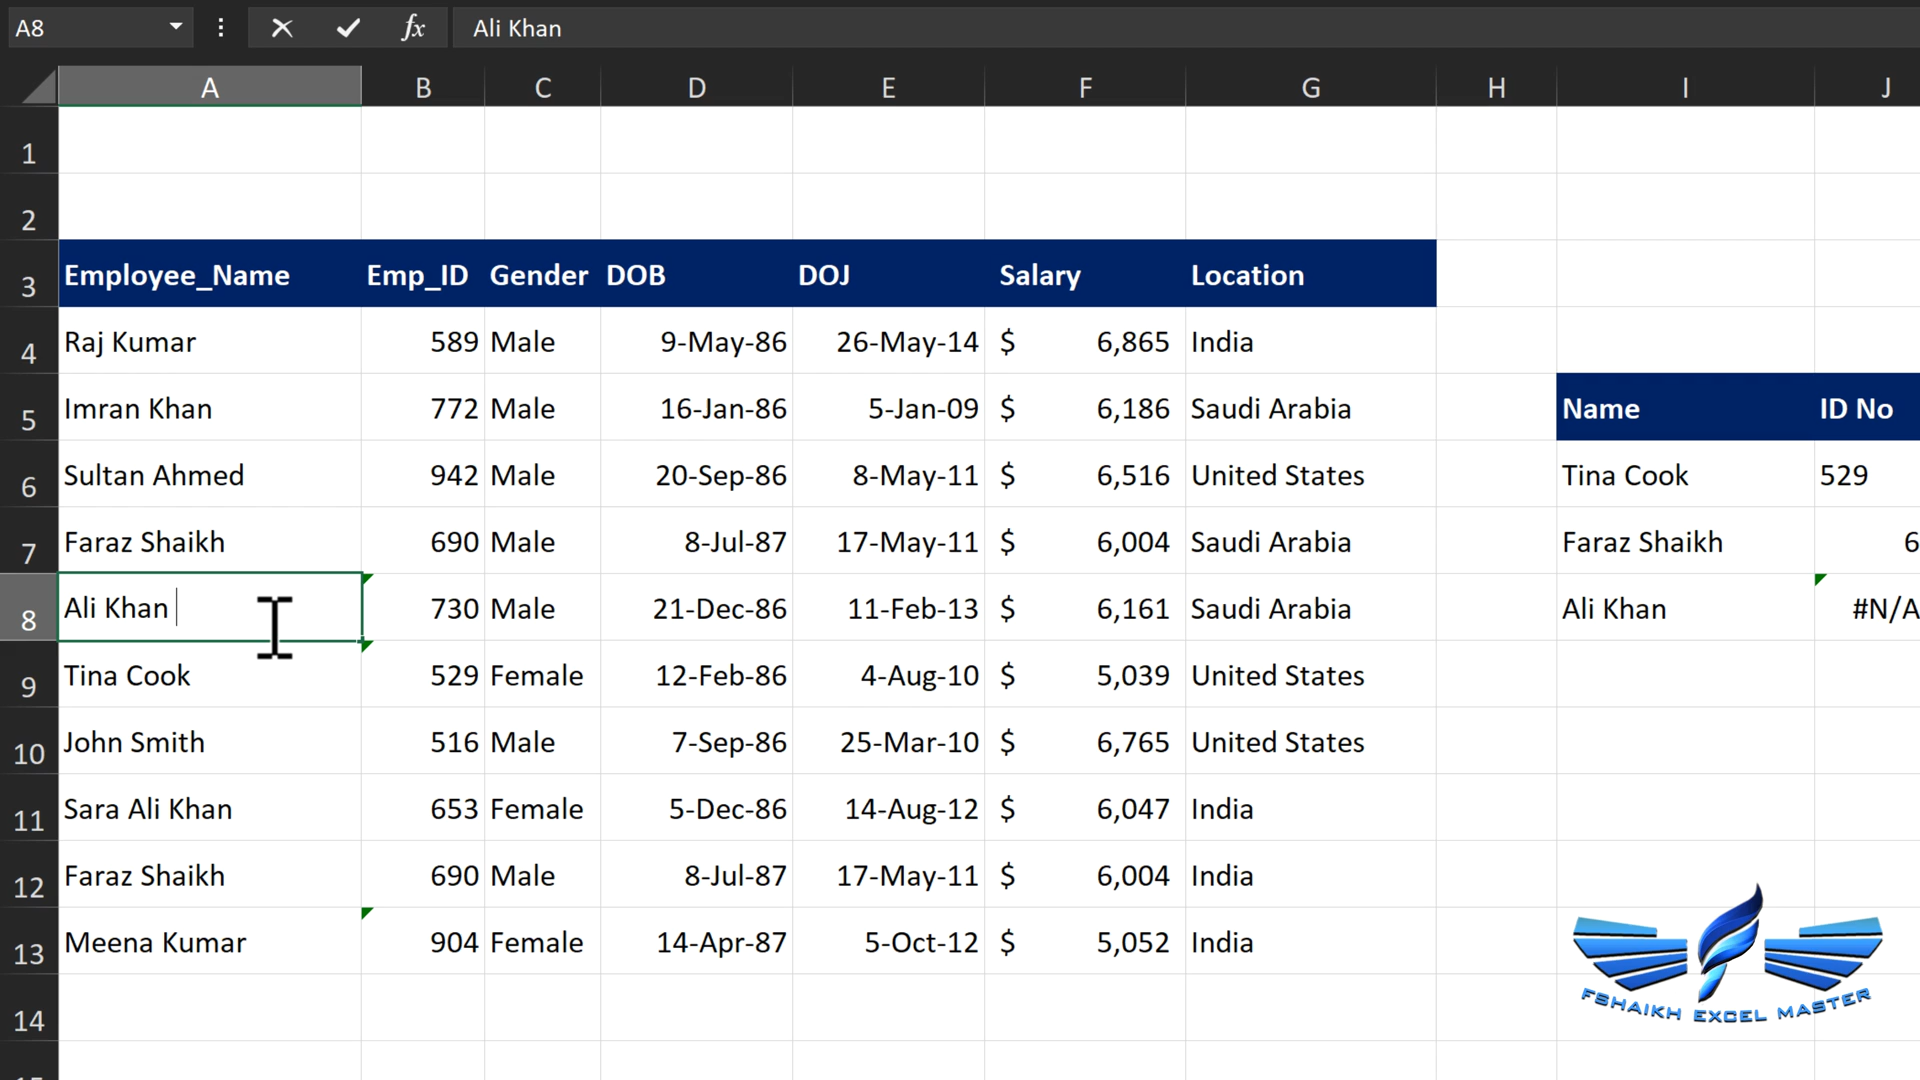 A8 fx Ali Khan
A B C D E F G H I J
1
2
3 Employee_Name Emp_ID Gender DOB DOJ Salary Location
4 Raj Kumar 589 Male 9-May-86 26-May-14 $ 6,865 India
5 Imran Khan 772 Male 16-Jan-86 5-Jan-09 $ 6,186 Saudi Arabia Name ID No
6 Sultan Ahmed 942 Male 20-Sep-86 8-May-11 $ 6,516 United States Tina Cook 529
7 Faraz Shaikh 690 Male 8-Jul-87 17-May-11 $ 6,004 Saudi Arabia Faraz Shaikh 6
8 Ali Khan 730 Male 21-Dec-86 11-Feb-13 $ 6,161 Saudi Arabia Ali Khan #N/A
9 Tina Cook 529 Female 12-Feb-86 4-Aug-10 $ 5,039 United States
10 John Smith 516 Male 7-Sep-86 25-Mar-10 $ 6,765 United States
11 Sara Ali Khan 653 Female 5-Dec-86 14-Aug-12 $ 6,047 India
12 Faraz Shaikh 690 Male 8-Jul-87 17-May-11 $ 6,004 India
13 Meena Kumar 904 Female 14-Apr-87 5-Oct-12 $ 5,052 India
14
FSHAIKH EXCEL MASTER